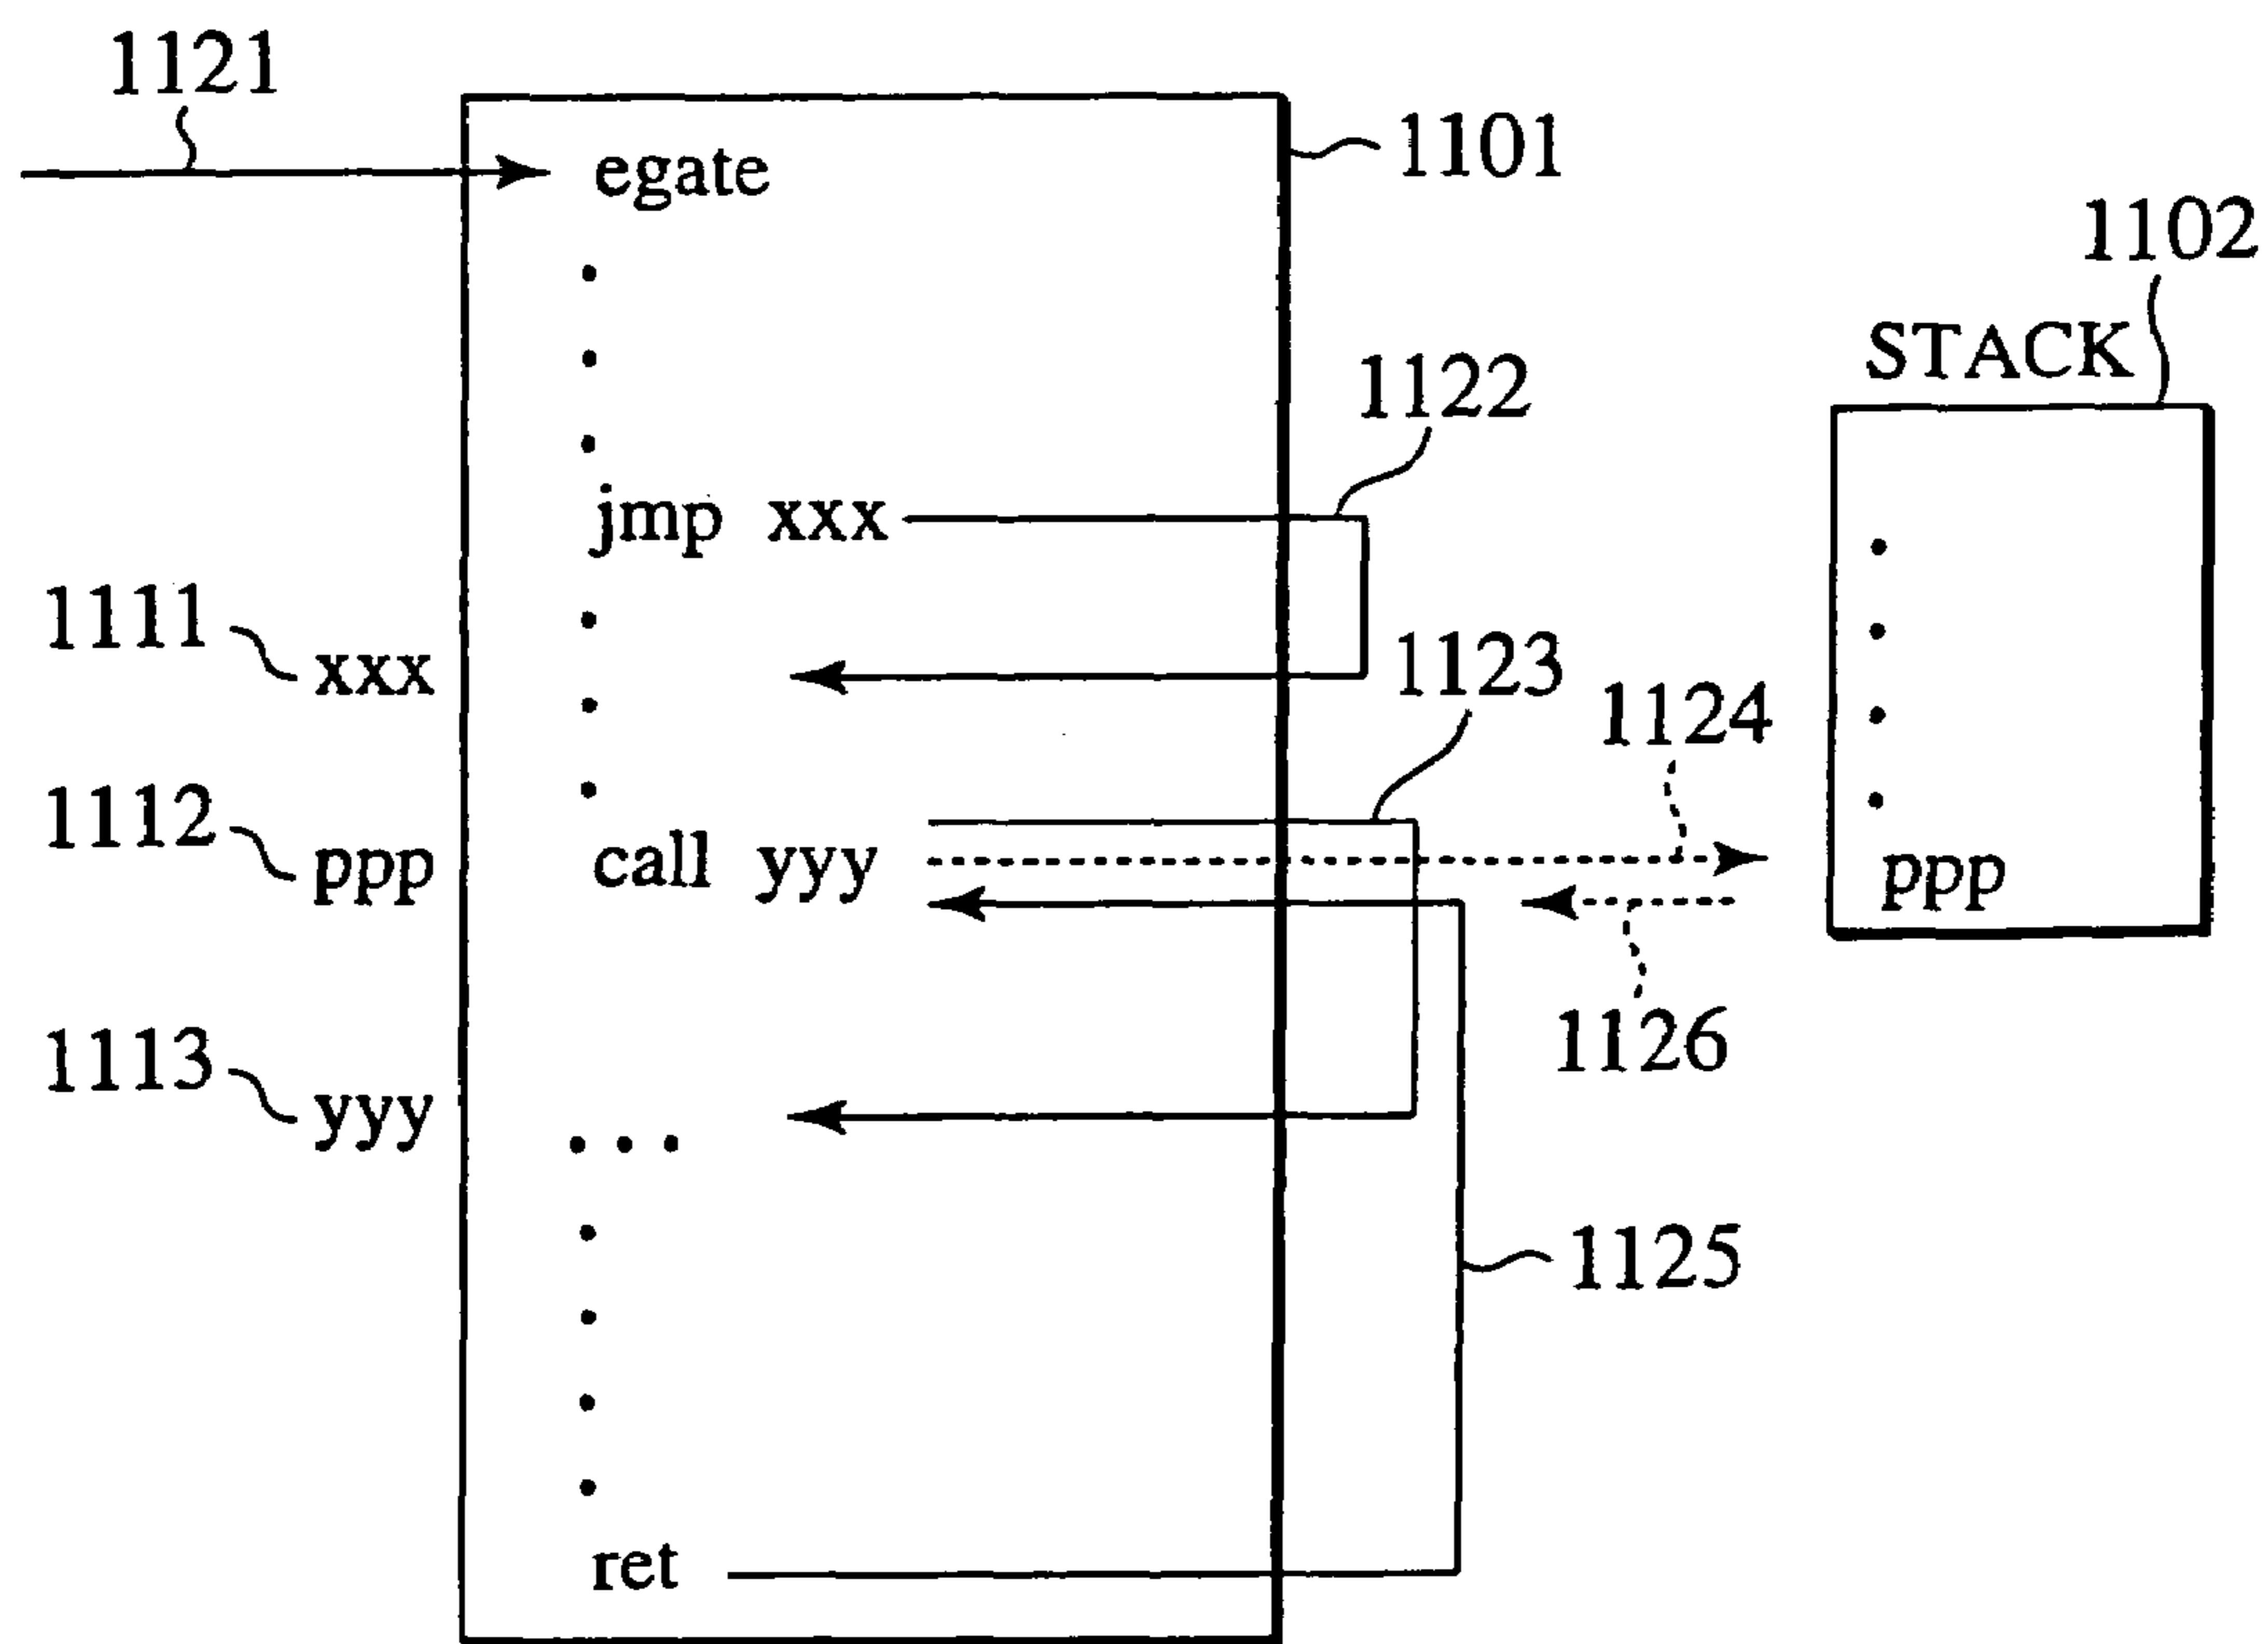 1121
egate
1101
1102
STACK
1122
jmp xxx
1111
xxx
1123
1124
1112
ppp
call yyy
ppp
1126
1113
yyy
1125
ret